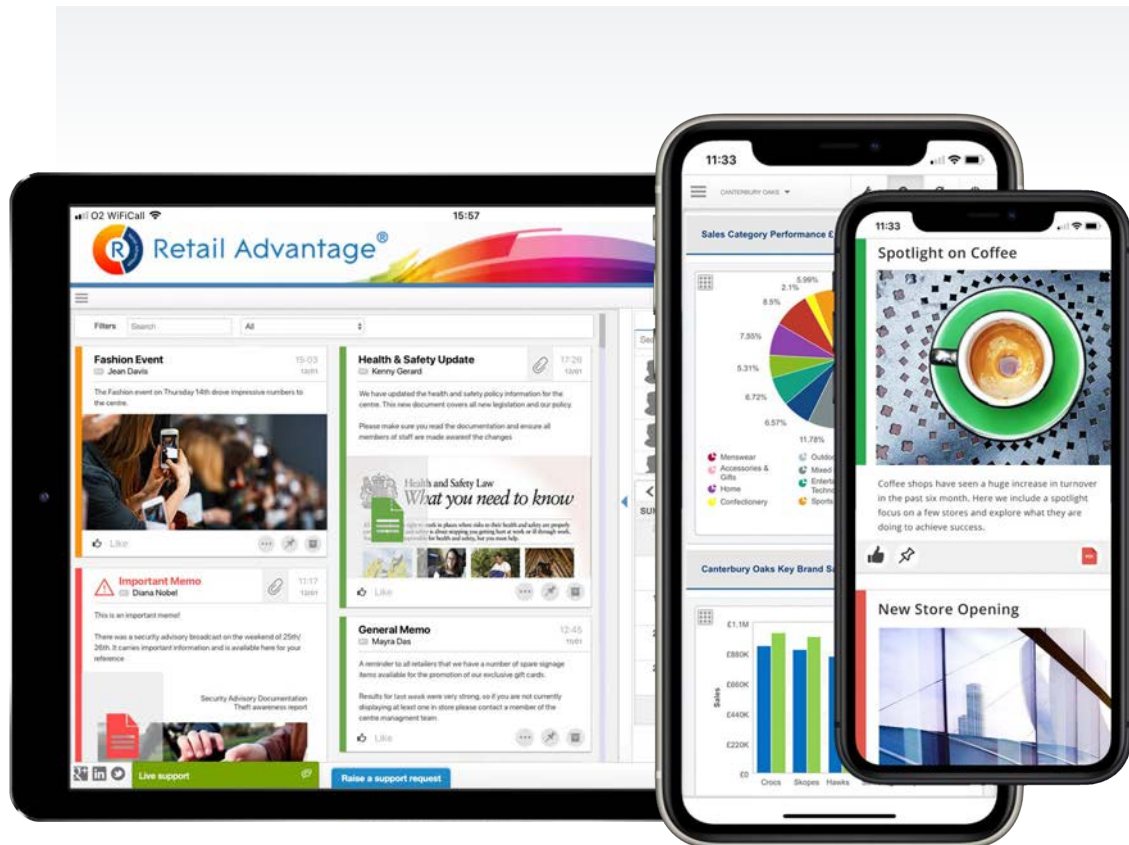 O2 WiFiCall
15:57
R
Retail Advantage®
Filters
Search
All
Fashion Event
15:03
Jean Davis
12/01
The Fashion event on Thursday 14th drove impressive numbers to
the centre.
Like
Important Memo
11:17
Diana Nobel
12/01
This is an important memo!
There was a security advisory broadcast on the weekend of 25th/
26th. It carries important information and is available here for your
reference
Security Advisory Documentation
Theft awareness report
Health & Safety Update
17:26
Kenny Gerard
12/01
We have updated the health and safety policy information for the
centre. This new document covers all new legislation and our policy.
Please make sure you read the documentation and ensure all
members of staff are made awareof the changes
Health and Safety Law
What you need to know
Like
General Memo
12:45
Mayra Das
11/01
A reminder to all retailers that we have a number of spare signage
items available for the promotion of our exclusive gift cards.
Results for last week were very strong, so if you are not currently
displaying at least one in store please contact a member of the
centre managment team
Like
in
Live support
Raise a support request
11:33
CANTERBURY OAKS
Sales Category Performance £
5.99%
2.1%
8.5%
7.55%
5.31%
6.72%
6.57%
11.78%
Menswear
Accessories &
Gifts
Home
Confectionery
Outdo
Mixed
Enterta
Techno
Sports
Canterbury Oaks Key Brand Sa
£1.1M
£880K
£660K
£440K
£220K
£0
Sales
Crocs
Skopes
Hawks
11:33
Spotlight on Coffee
Coffee shops have seen a huge increase in turnover
in the past six month. Here we include a spotlight
focus on a few stores and explore what they are
doing to achieve success.
New Store Opening